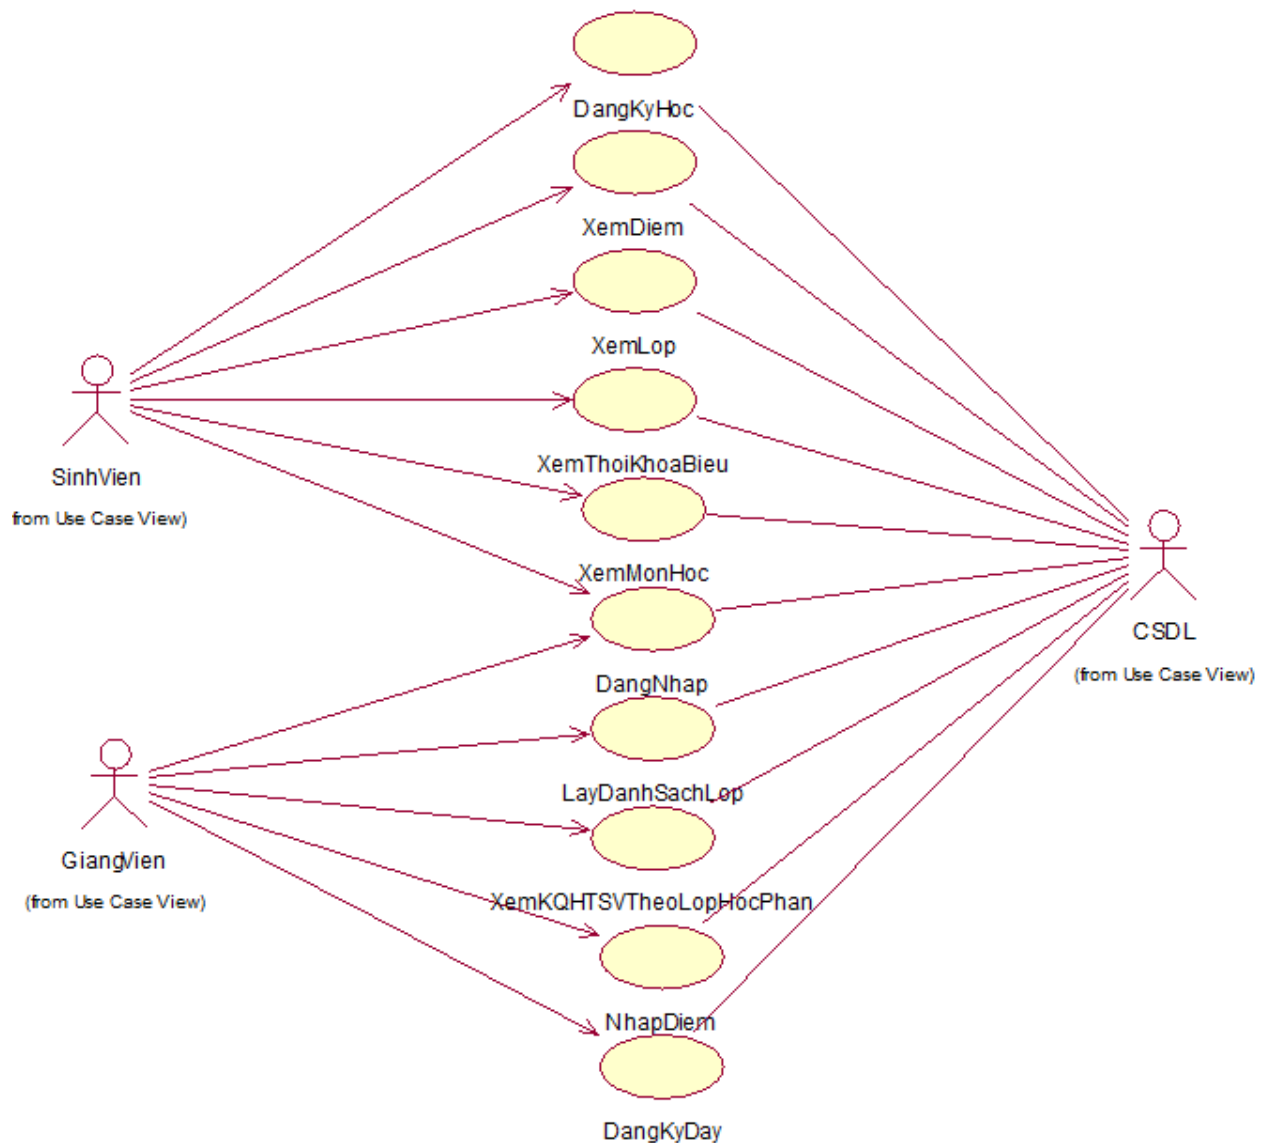 DangKyHoc
XemDiem
XemLop
XemThoiKhoaBieu
SinhVien
from Use Case View)
XemMonHoc
CSDL
(from Use Case View)
DangNhap
LayDanhSachLop
GiangVien
(from Use Case View)
XemKQHTSVTheoLopHocPhan
NhapDiem
DangKyDay